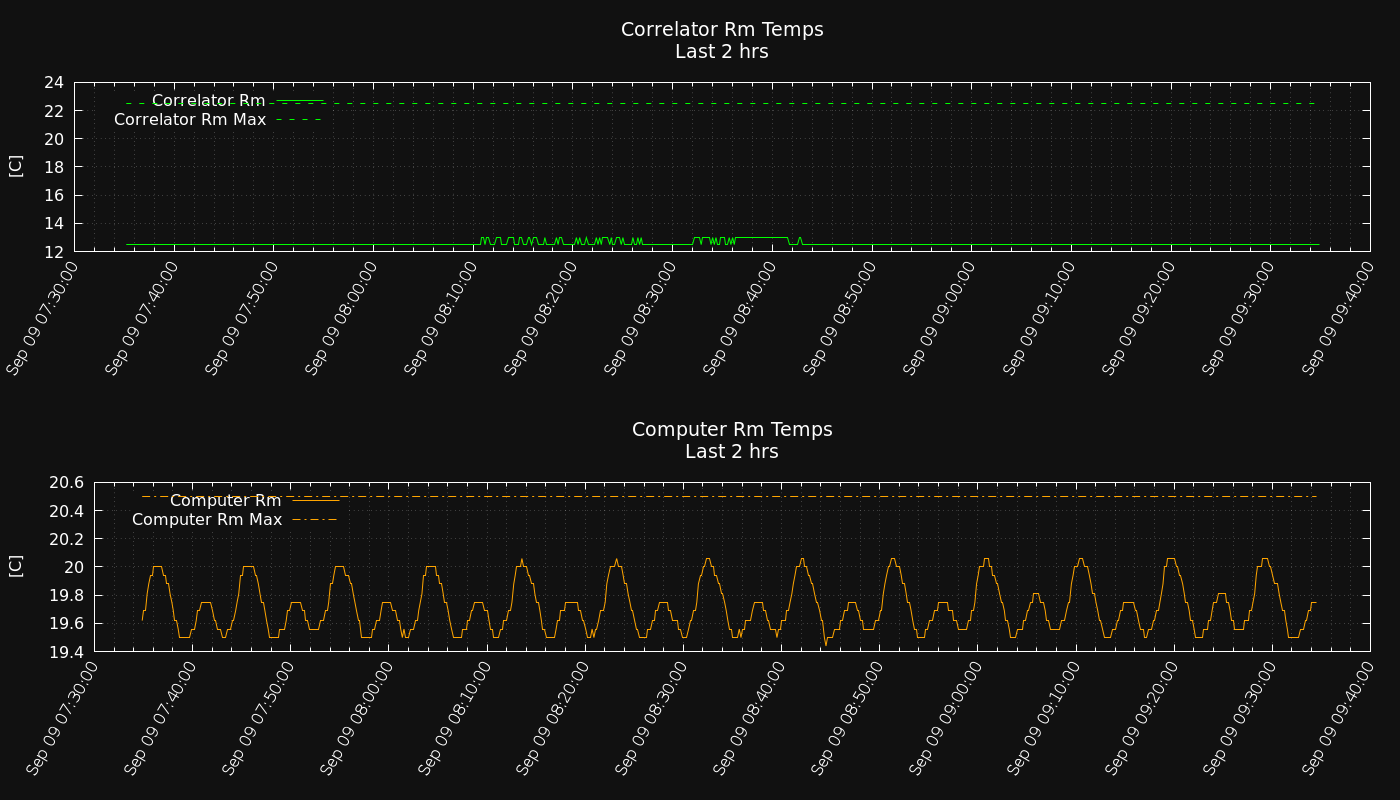 Correlator Rm Temps
Last 2 hrs
24
22
20
18
16
14
12
[C]
Correlator Rm
Correlator Rm Max
Sep 09 07:30:00
Sep 09 07:40:00
Sep 09 07:50:00
Sep 09 08:00:00
Sep 09 08:10:00
Sep 09 08:20:00
Sep 09 08:30:00
Sep 09 08:40:00
Sep 09 08:50:00
Sep 09 09:00:00
Sep 09 09:10:00
Sep 09 09:20:00
Sep 09 09:30:00
Sep 09 09:40:00
Computer Rm Temps
Last 2 hrs
20.6
20.4
20.2
20
19.8
19.6
19.4
[C]
Computer Rm
Computer Rm Max
Sep 09 07:30:00
Sep 09 07:40:00
Sep 09 07:50:00
Sep 09 08:00:00
Sep 09 08:10:00
Sep 09 08:20:00
Sep 09 08:30:00
Sep 09 08:40:00
Sep 09 08:50:00
Sep 09 09:00:00
Sep 09 09:10:00
Sep 09 09:20:00
Sep 09 09:30:00
Sep 09 09:40:00